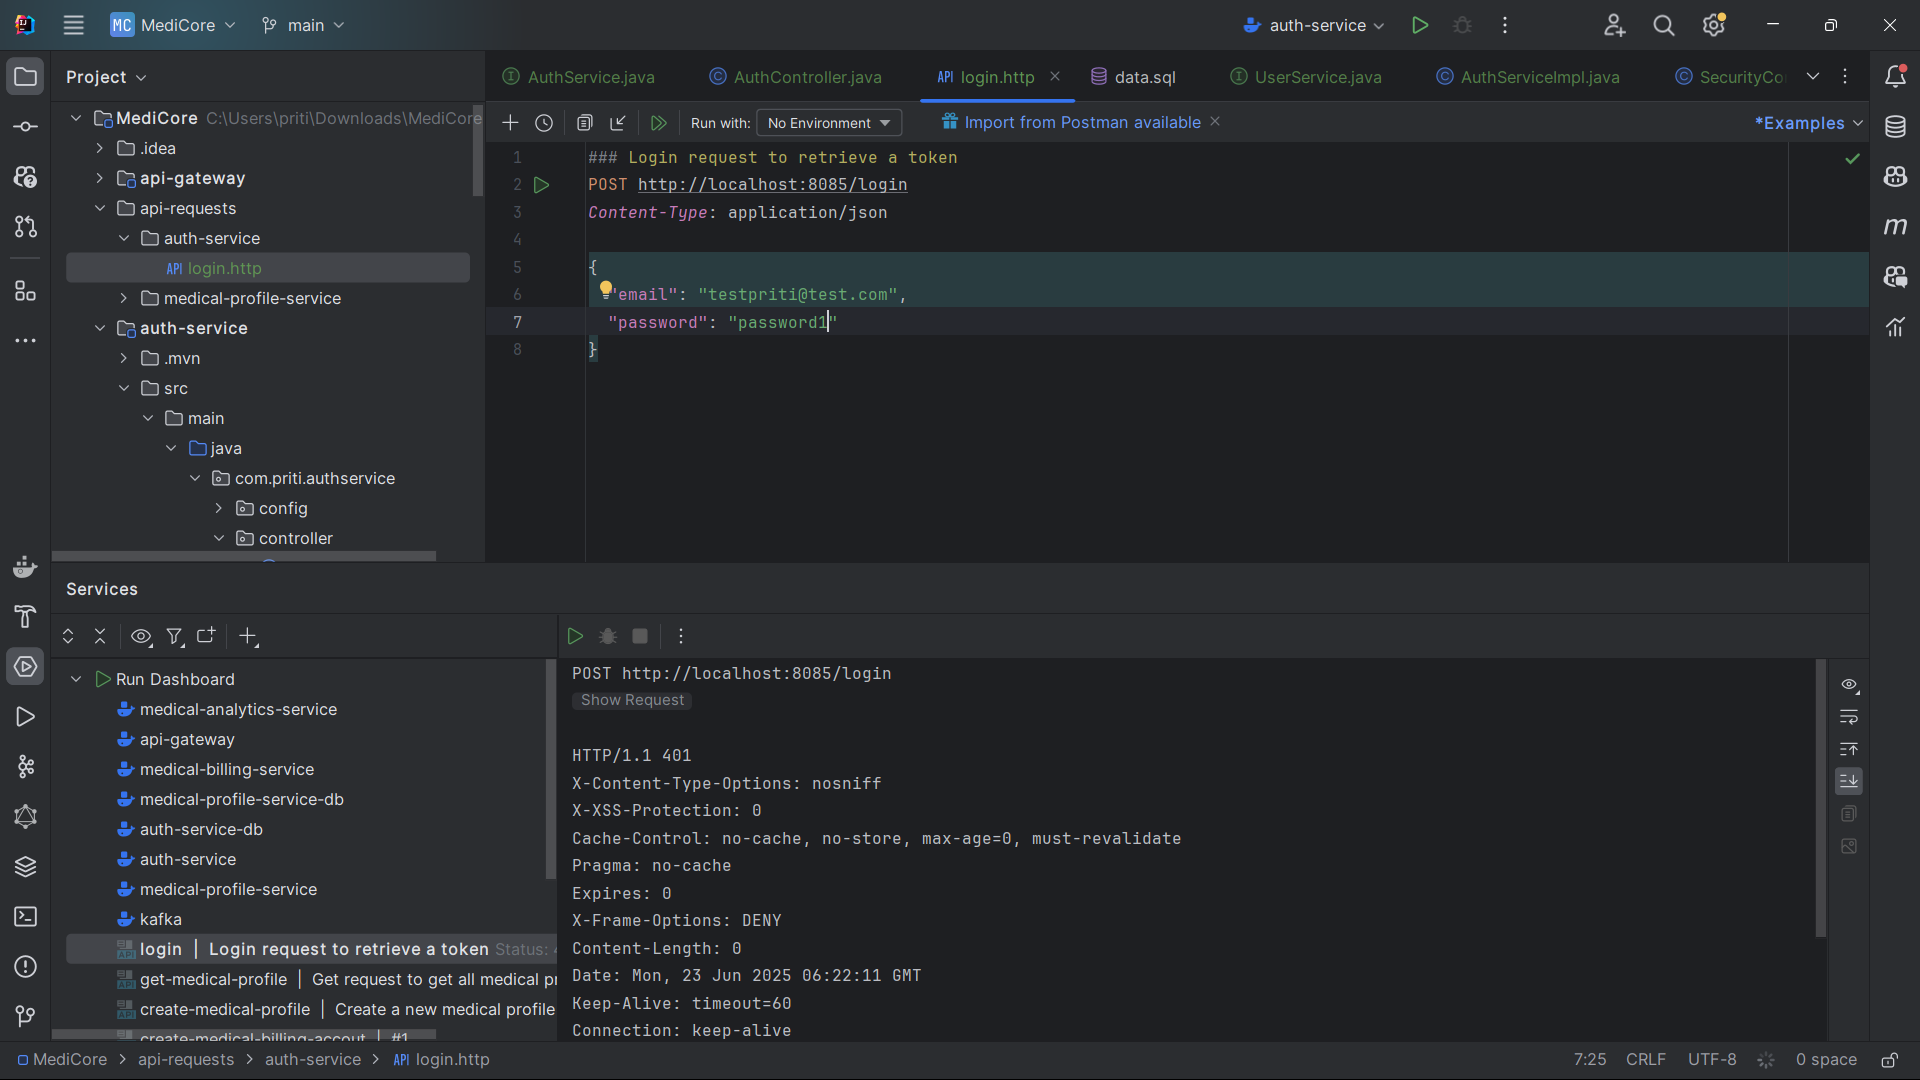 MC MediCore main auth-service
Project
AuthService.java AuthController.java API login.http data.sql UserService.java AuthServiceImpl.java SecurityCo
MediCore C:\Users\priti\Downloads\MediCore
.idea
api-gateway
api-requests
auth-service
API login.http
medical-profile-service
auth-service
.mvn
src
main
java
com.priti.authservice
config
controller
Run with: No Environment Import from Postman available *Examples
1 ### Login request to retrieve a token
2 POST http://localhost:8085/login
3 Content-Type: application/json
4
5 {
6 "email": "testpriti@test.com",
7 "password": "password1"
8 }
Services
Run Dashboard
medical-analytics-service
api-gateway
medical-billing-service
medical-profile-service-db
auth-service-db
auth-service
medical-profile-service
kafka
API login | Login request to retrieve a token Status: 4
API get-medical-profile | Get request to get all medical pr
API create-medical-profile | Create a new medical profile
create-medical-billing-accout | #1
POST http://localhost:8085/login
Show Request
HTTP/1.1 401
X-Content-Type-Options: nosniff
X-XSS-Protection: 0
Cache-Control: no-cache, no-store, max-age=0, must-revalidate
Pragma: no-cache
Expires: 0
X-Frame-Options: DENY
Content-Length: 0
Date: Mon, 23 Jun 2025 06:22:11 GMT
Keep-Alive: timeout=60
Connection: keep-alive
MediCore > api-requests > auth-service > API login.http 7:25 CRLF UTF-8 0 space